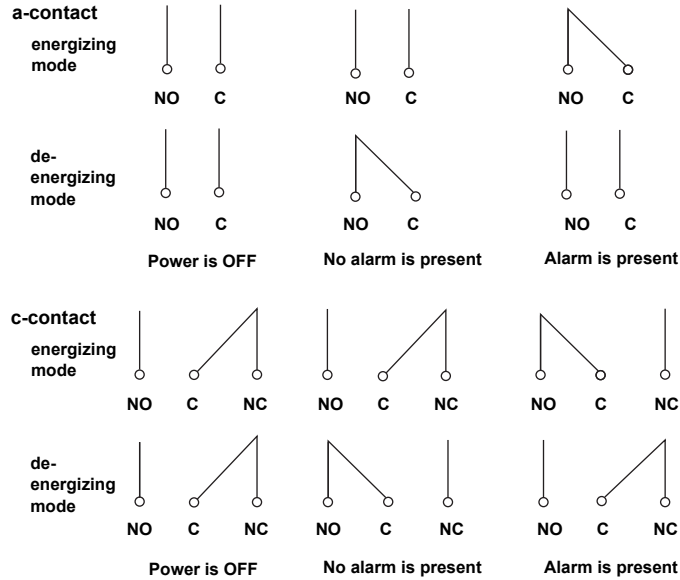 a-contact
energizing
mode
NO C NO C NO C
de-
energizing
mode
NO C NO C NO C
Power is OFF No alarm is present Alarm is present
c-contact
energizing
mode
NO C NC NO C NC NO C NC
de-
energizing
mode
NO C NC NO C NC NO C NC
Power is OFF No alarm is present Alarm is present